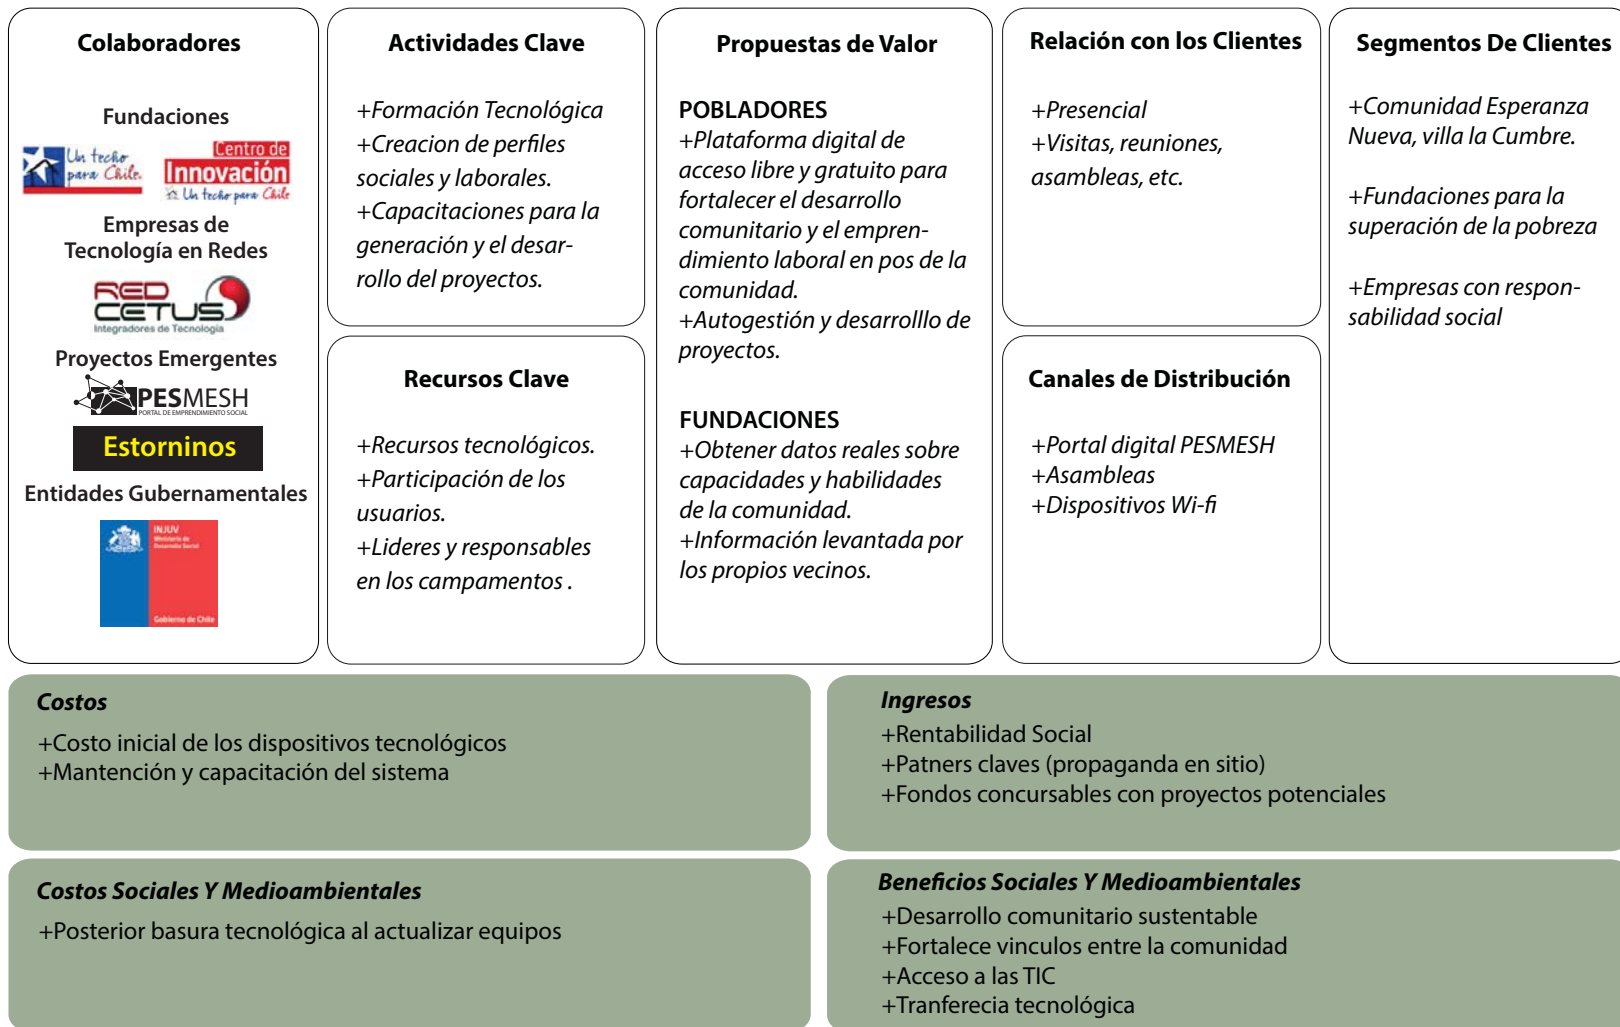 Colaboradores
Fundaciones
Un techo
para Chile.
Centro de
Innovación
Un techo para Chile
Empresas de
Tecnología en Redes
RED
CETUS
Integradores de Tecnología
Proyectos Emergentes
PESMESH
PORTAL DE EMPRENDIMIENTO SOCIAL
Estorninos
Entidades Gubernamentales
INJUV
Ministerio de
Desarrollo Social
Gobierno de Chile
Actividades Clave
+Formación Tecnológica
+Creacion de perfiles
sociales y laborales.
+Capacitaciones para la
generación y el desar-
rollo del proyectos.
Recursos Clave
+Recursos tecnológicos.
+Participación de los
usuarios.
+Lideres y responsables
en los campamentos .
Propuestas de Valor
POBLADORES
+Plataforma digital de
acceso libre y gratuito para
fortalecer el desarrollo
comunitario y el empren-
dimiento laboral en pos de la
comunidad.
+Autogestión y desarrolllo de
proyectos.
FUNDACIONES
+Obtener datos reales sobre
capacidades y habilidades
de la comunidad.
+Información levantada por
los propios vecinos.
Relación con los Clientes
+Presencial
+Visitas, reuniones,
asambleas, etc.
Canales de Distribución
+Portal digital PESMESH
+Asambleas
+Dispositivos Wi-fi
Segmentos De Clientes
+Comunidad Esperanza
Nueva, villa la Cumbre.
+Fundaciones para la
superación de la pobreza
+Empresas con respon-
sabilidad social
Costos
+Costo inicial de los dispositivos tecnológicos
+Mantención y capacitación del sistema
Ingresos
+Rentabilidad Social
+Patners claves (propaganda en sitio)
+Fondos concursables con proyectos potenciales
Costos Sociales Y Medioambientales
+Posterior basura tecnológica al actualizar equipos
Beneficios Sociales Y Medioambientales
+Desarrollo comunitario sustentable
+Fortalece vinculos entre la comunidad
+Acceso a las TIC
+Tranferecia tecnológica